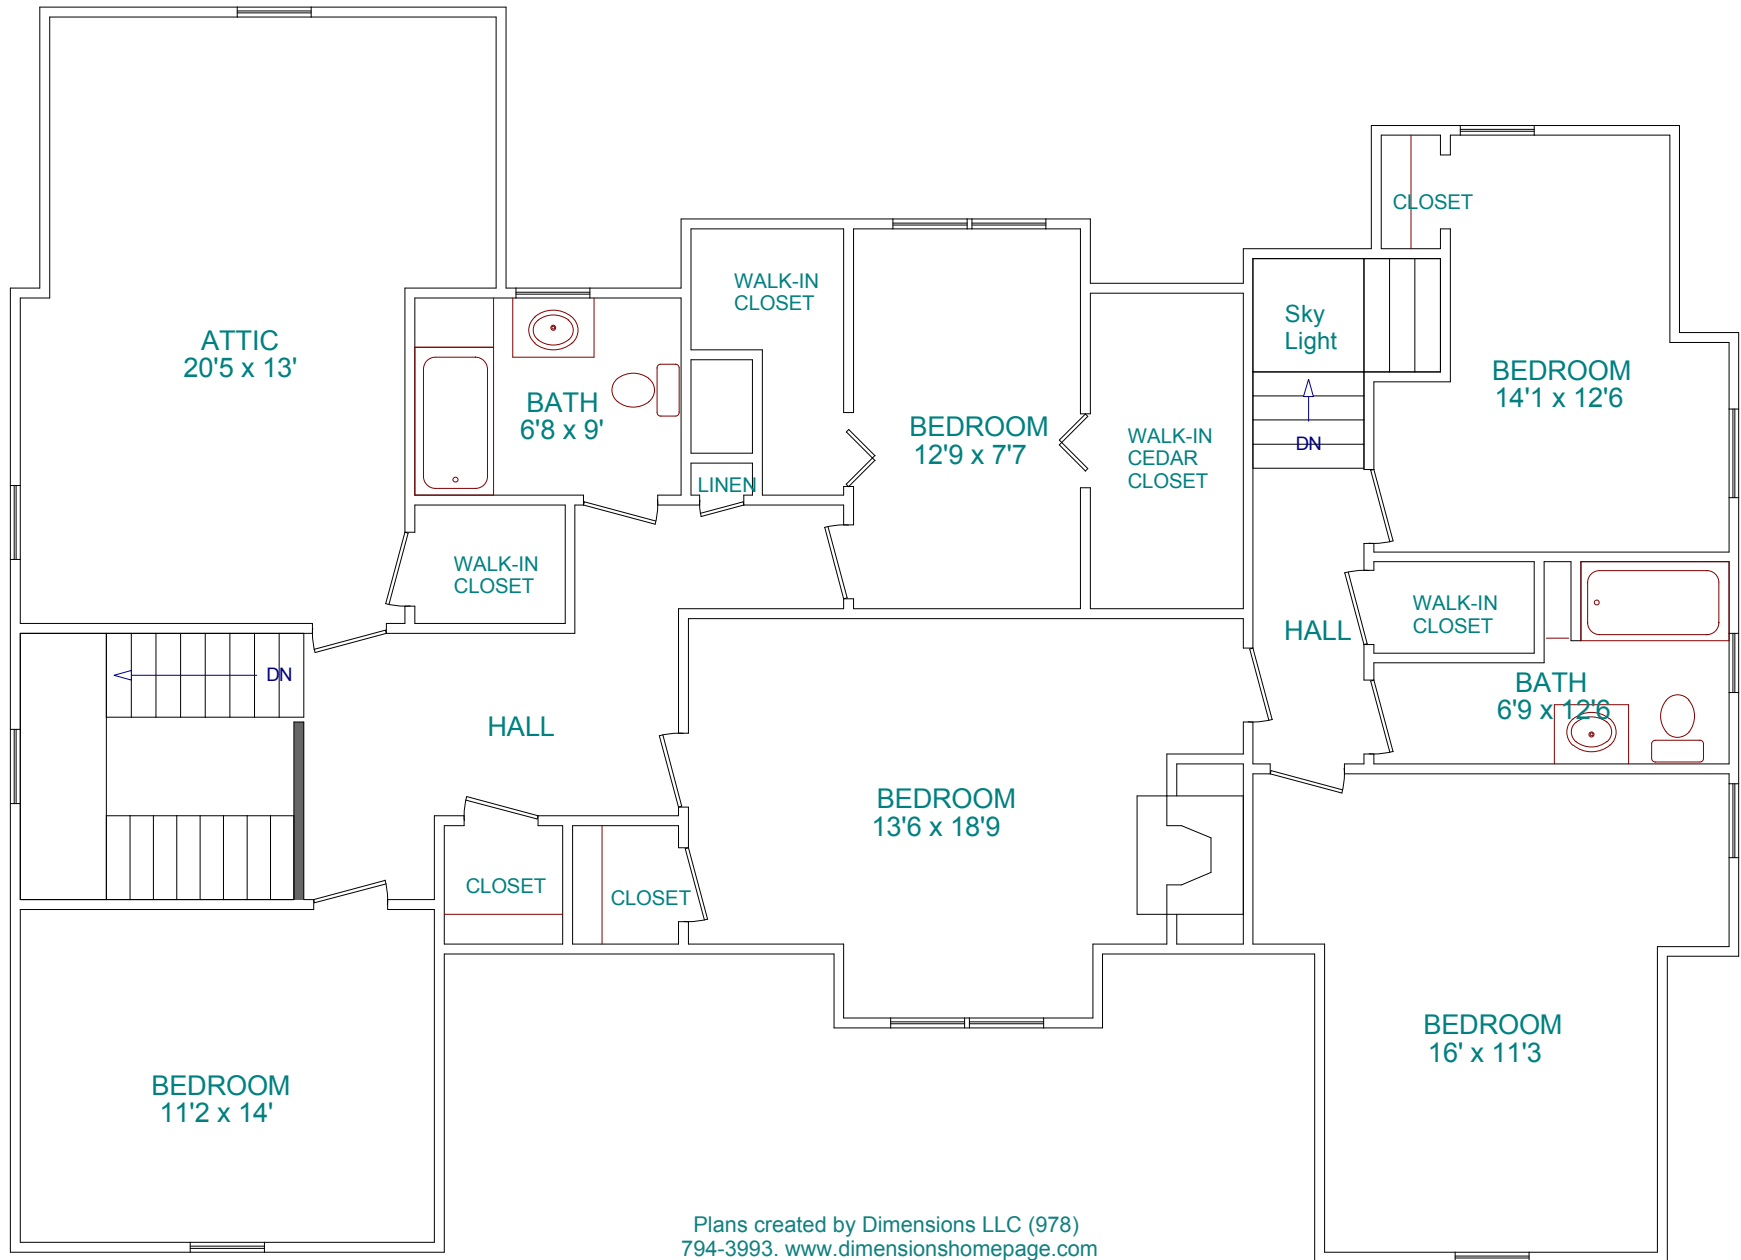 ATTIC
20'5 x 13'
BATH
6'8 x 9'
WALK-IN
CLOSET
LINEN
WALK-IN
CLOSET
BEDROOM
12'9 x 7'7
WALK-IN
CEDAR
CLOSET
Sky
Light
DN
CLOSET
BEDROOM
14'1 x 12'6
WALK-IN
CLOSET
HALL
BATH
6'9 x 12'6
DN
HALL
CLOSET
CLOSET
BEDROOM
13'6 x 18'9
BEDROOM
16' x 11'3
BEDROOM
11'2 x 14'
Plans created by Dimensions LLC (978)
794-3993. www.dimensionshomepage.com